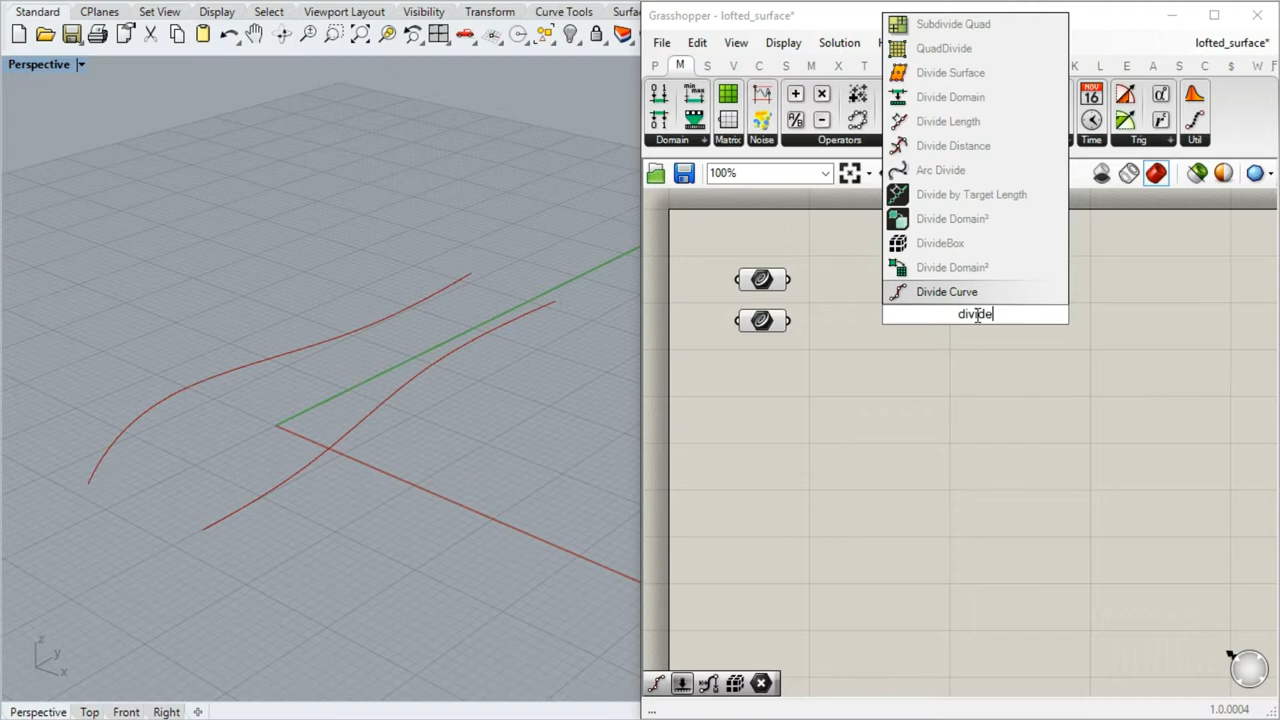 Standard CPlanes Set View Display Select Viewport Layout Visibility Transform Curve Tools Surfa
Perspective
z
y
x
Perspective Top Front Right
Grasshopper - lofted_surface*
File Edit View Display Solution H
lofted_surface*
P M S V C S M X T K L E A S C $ W F
Domain Matrix Noise Operators Time Trig Util
NOV
16
100%
Subdivide Quad
QuadDivide
Divide Surface
Divide Domain
Divide Length
Divide Distance
Arc Divide
Divide by Target Length
Divide Domain³
DivideBox
Divide Domain²
Divide Curve
divide
...
1.0.0004